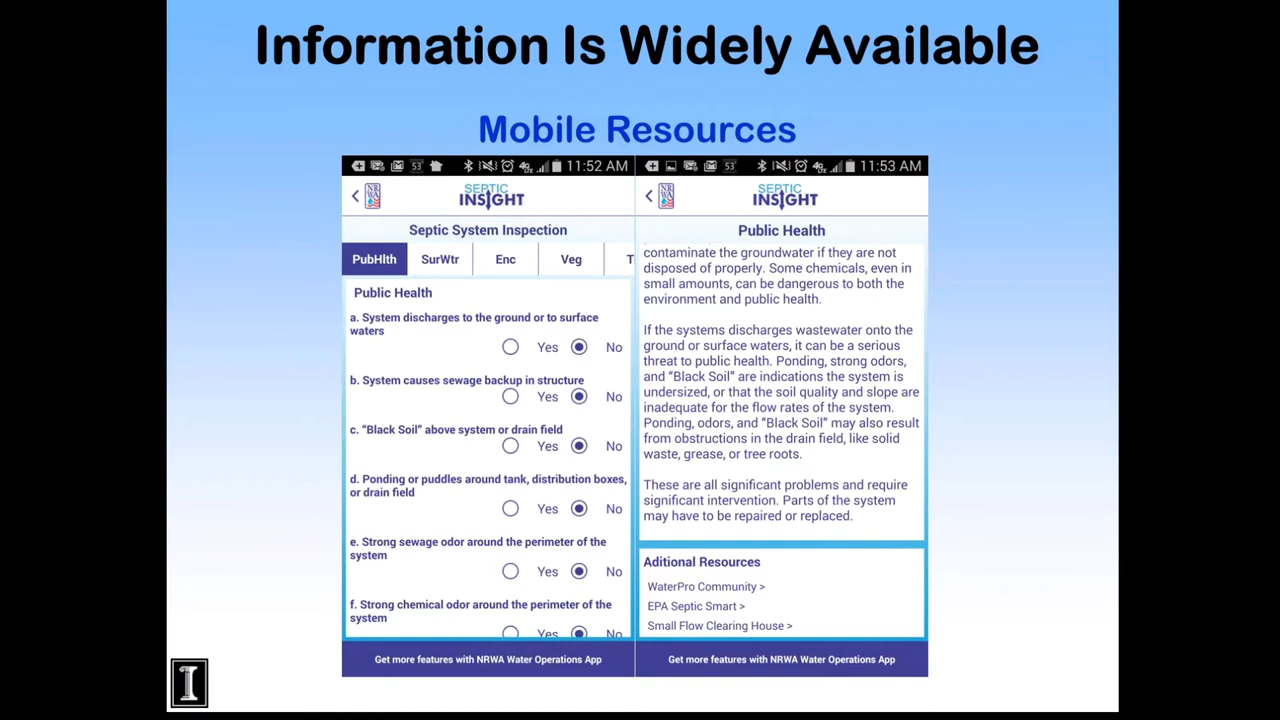 Information Is Widely Available
Mobile Resources
53
4G LTE
11:52 AM
NRWA
SEPTIC
INSIGHT
Septic System Inspection
PubHlth
SurWtr
Enc
Veg
T
Public Health
a. System discharges to the ground or to surface
waters
Yes
No
b. System causes sewage backup in structure
Yes
No
c. “Black Soil” above system or drain field
Yes
No
d. Ponding or puddles around tank, distribution boxes,
or drain field
Yes
No
e. Strong sewage odor around the perimeter of the
system
Yes
No
f. Strong chemical odor around the perimeter of the
system
Yes
No
Get more features with NRWA Water Operations App
53
4G LTE
11:53 AM
NRWA
SEPTIC
INSIGHT
Public Health
contaminate the groundwater if they are not
disposed of properly. Some chemicals, even in
small amounts, can be dangerous to both the
environment and public health.
If the systems discharges wastewater onto the
ground or surface waters, it can be a serious
threat to public health. Ponding, strong odors,
and “Black Soil” are indications the system is
undersized, or that the soil quality and slope are
inadequate for the flow rates of the system.
Ponding, odors, and “Black Soil” may also result
from obstructions in the drain field, like solid
waste, grease, or tree roots.
These are all significant problems and require
significant intervention. Parts of the system
may have to be repaired or replaced.
Aditional Resources
WaterPro Community >
EPA Septic Smart >
Small Flow Clearing House >
Get more features with NRWA Water Operations App
I